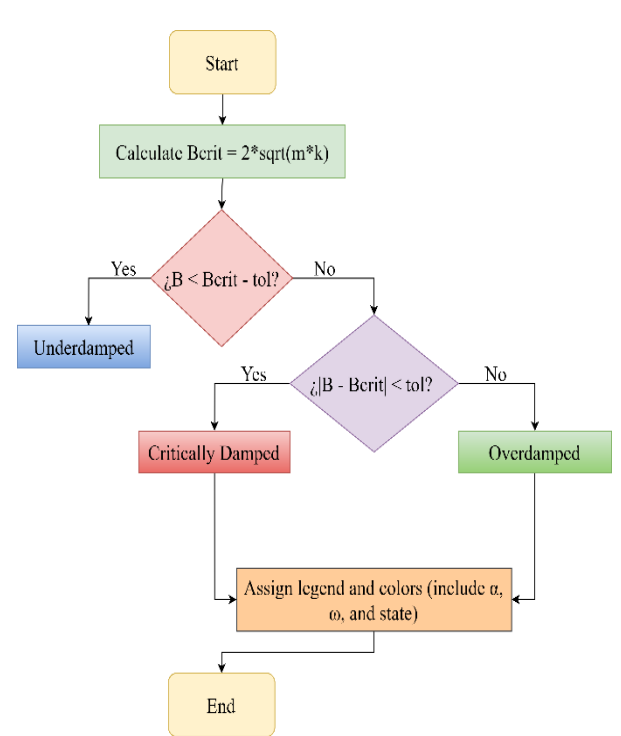 Start
Calculate Bcrit = 2*sqrt(m*k)
Yes
No
¿B < Bcrit - tol?
Underdamped
Yes
No
¿|B - Bcrit| < tol?
Critically Damped
Overdamped
Assign legend and colors (include α,
ω, and state)
End